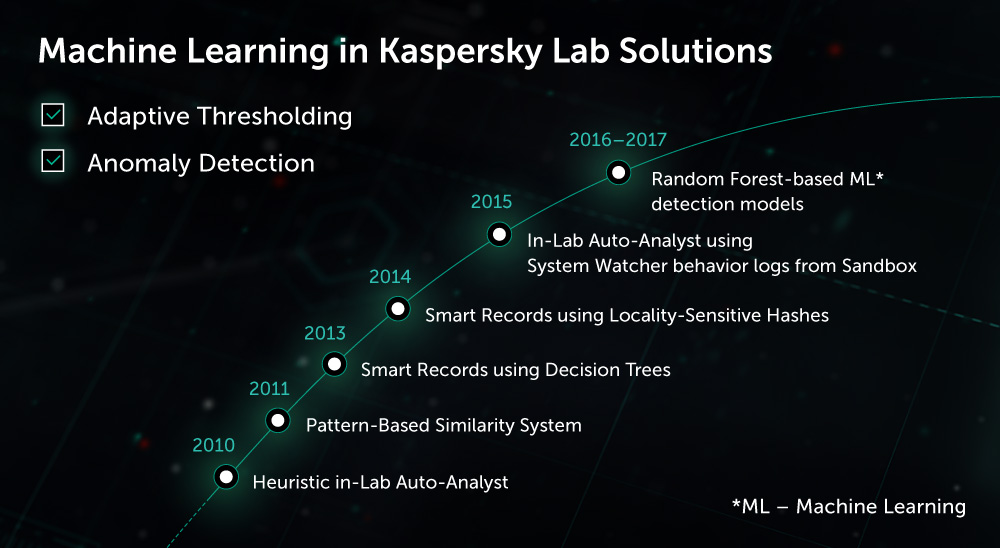 Machine Learning in Kaspersky Lab Solutions
Adaptive Thresholding
Anomaly Detection
2016–2017
Random Forest-based ML*
detection models
2015
In-Lab Auto-Analyst using
System Watcher behavior logs from Sandbox
2014
Smart Records using Locality-Sensitive Hashes
2013
Smart Records using Decision Trees
2011
Pattern-Based Similarity System
2010
Heuristic in-Lab Auto-Analyst
*ML – Machine Learning